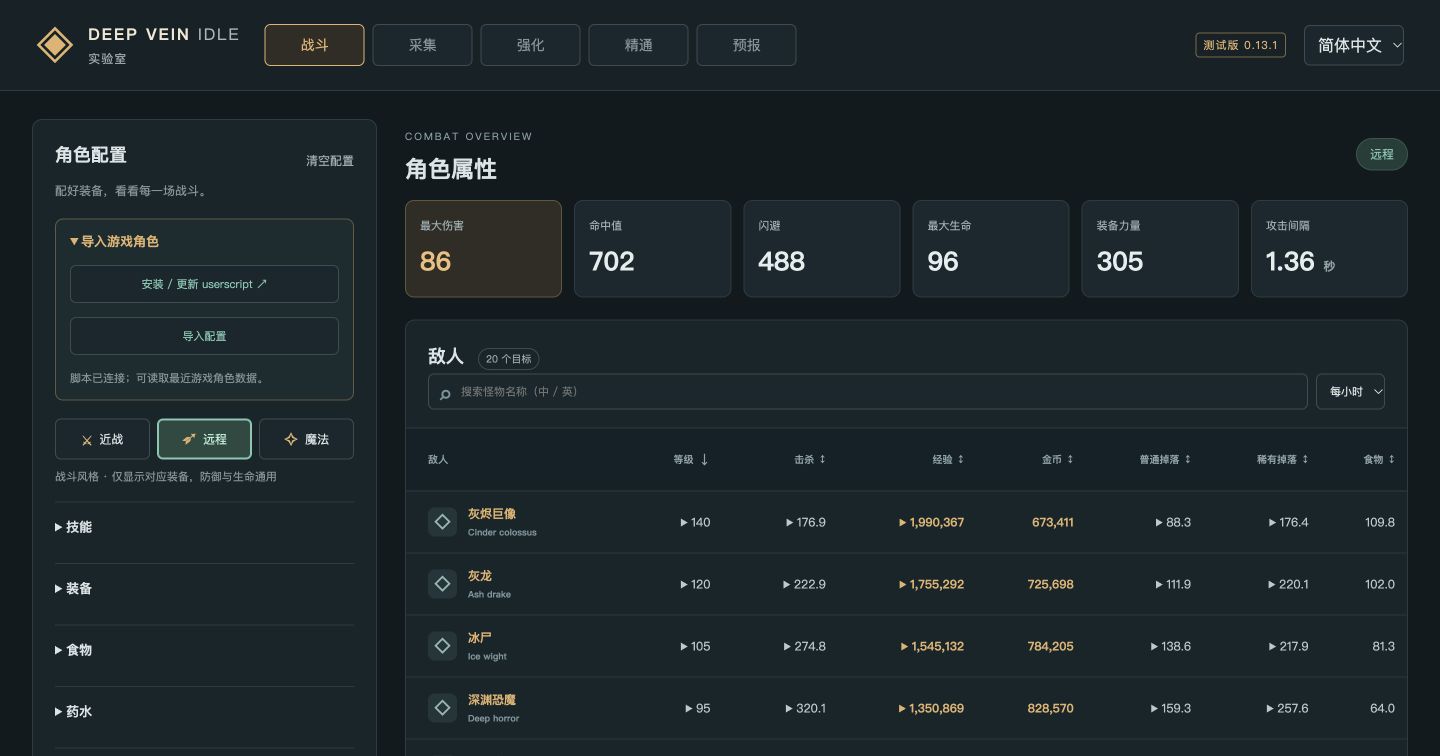 DEEP VEIN IDLE
实验室
战斗
采集
强化
精通
预报
测试版 0.13.1
简体中文
角色配置
清空配置
配好装备，看看每一场战斗。
▼导入游戏角色
安装 / 更新 userscript ↗
导入配置
脚本已连接；可读取最近游戏角色数据。
近战
远程
魔法
战斗风格 · 仅显示对应装备，防御与生命通用
▶ 技能
▶ 装备
▶ 食物
▶ 药水
COMBAT OVERVIEW
角色属性
远程
最大伤害
86
命中值
702
闪避
488
最大生命
96
装备力量
305
攻击间隔
1.36 秒
敌人 20 个目标
搜索怪物名称（中 / 英）
每小时
敌人 等级 ↓ 击杀 ↕ 经验 ↕ 金币 ↕ 普通掉落 ↕ 稀有掉落 ↕ 食物 ↕
灰烬巨像 ▶ 140 ▶ 176.9 ▶ 1,990,367 673,411 ▶ 88.3 ▶ 176.4 109.8
Cinder colossus
灰龙 ▶ 120 ▶ 222.9 ▶ 1,755,292 725,698 ▶ 111.9 ▶ 220.1 102.0
Ash drake
冰尸 ▶ 105 ▶ 274.8 ▶ 1,545,132 784,205 ▶ 138.6 ▶ 217.9 81.3
Ice wight
深渊恐魔 ▶ 95 ▶ 320.1 ▶ 1,350,869 828,570 ▶ 159.3 ▶ 257.6 64.0
Deep horror